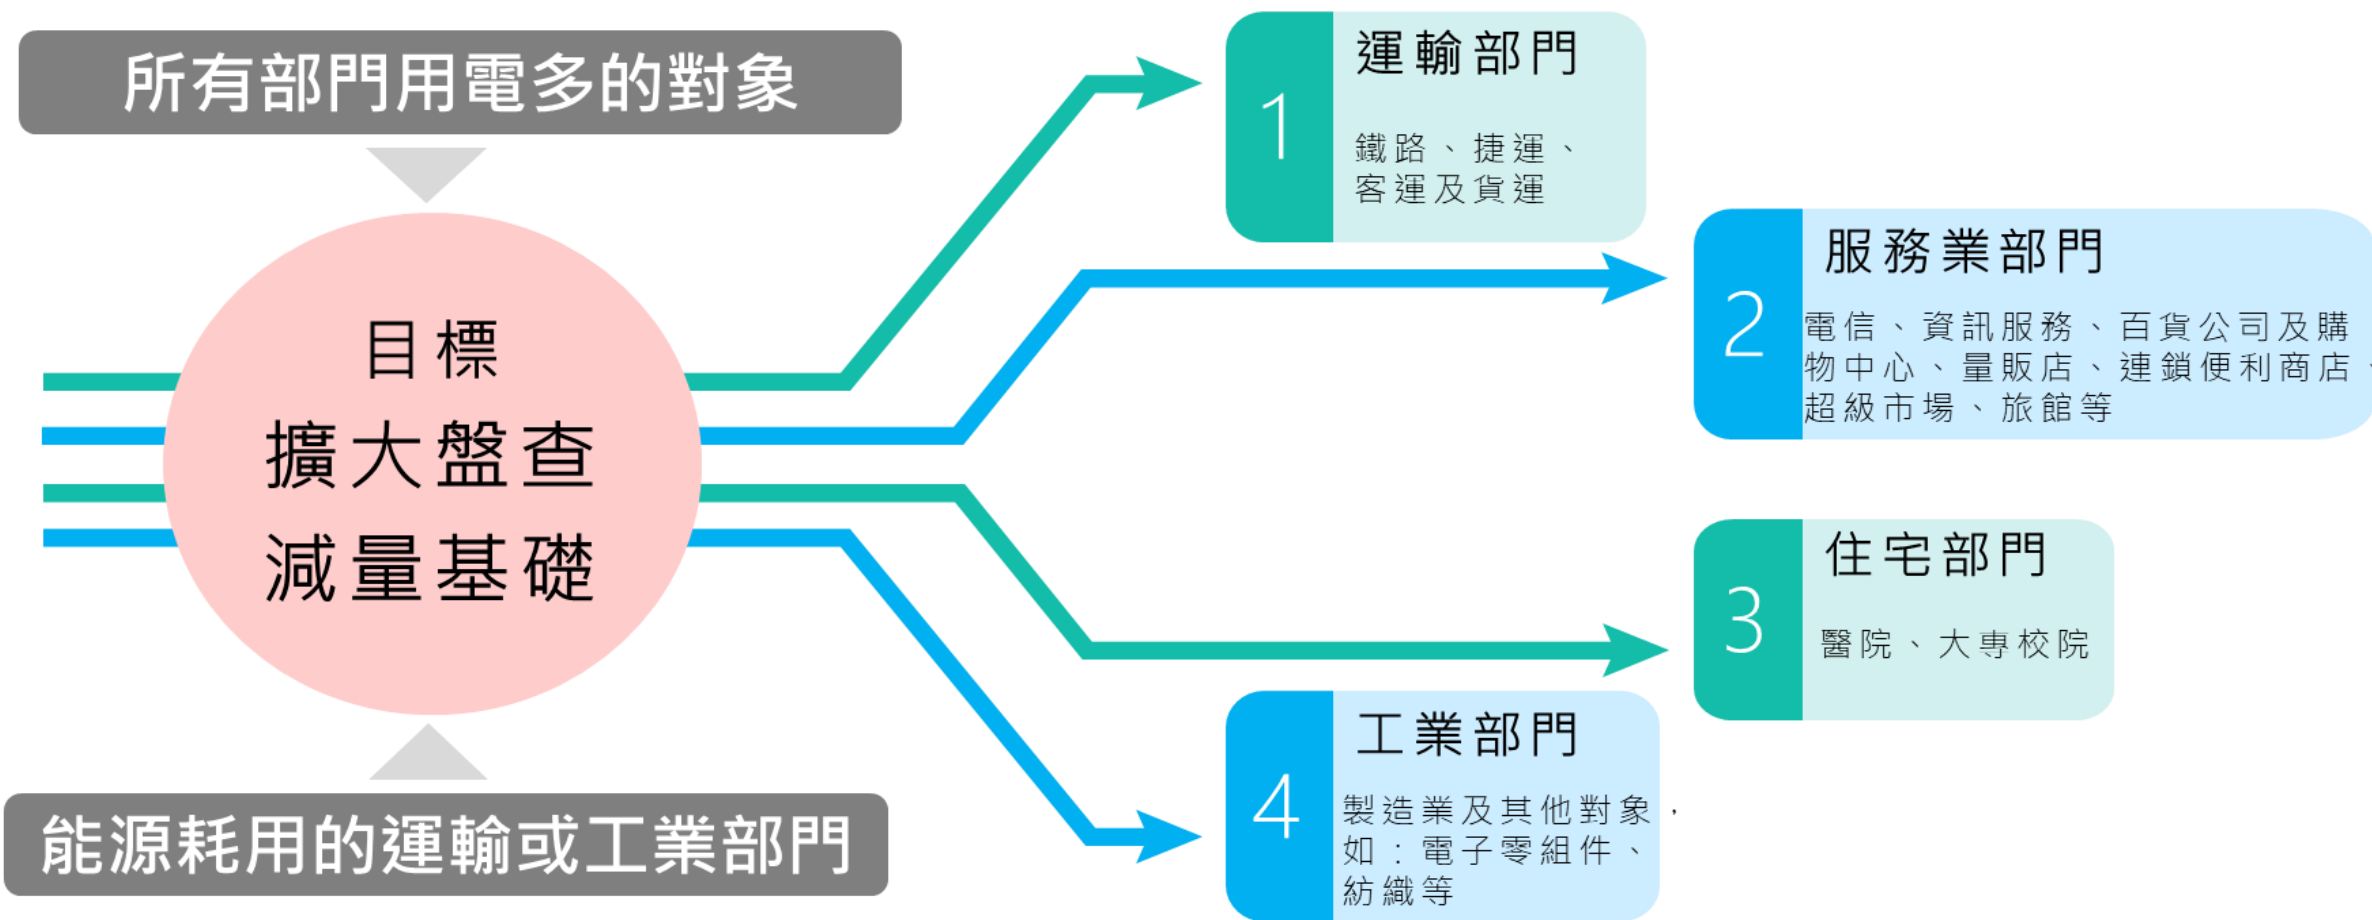 所有部門用電多的對象
目標
擴大盤查
減量基礎
能源耗用的運輸或工業部門
1
運輸部門
鐵路、捷運、
客運及貨運
2
服務業部門
電信、資訊服務、百貨公司及購
物中心、量販店、連鎖便利商店、
超級市場、旅館等
3
住宅部門
醫院、大專校院
4
工業部門
製造業及其他對象，
如：電子零組件、
紡織等